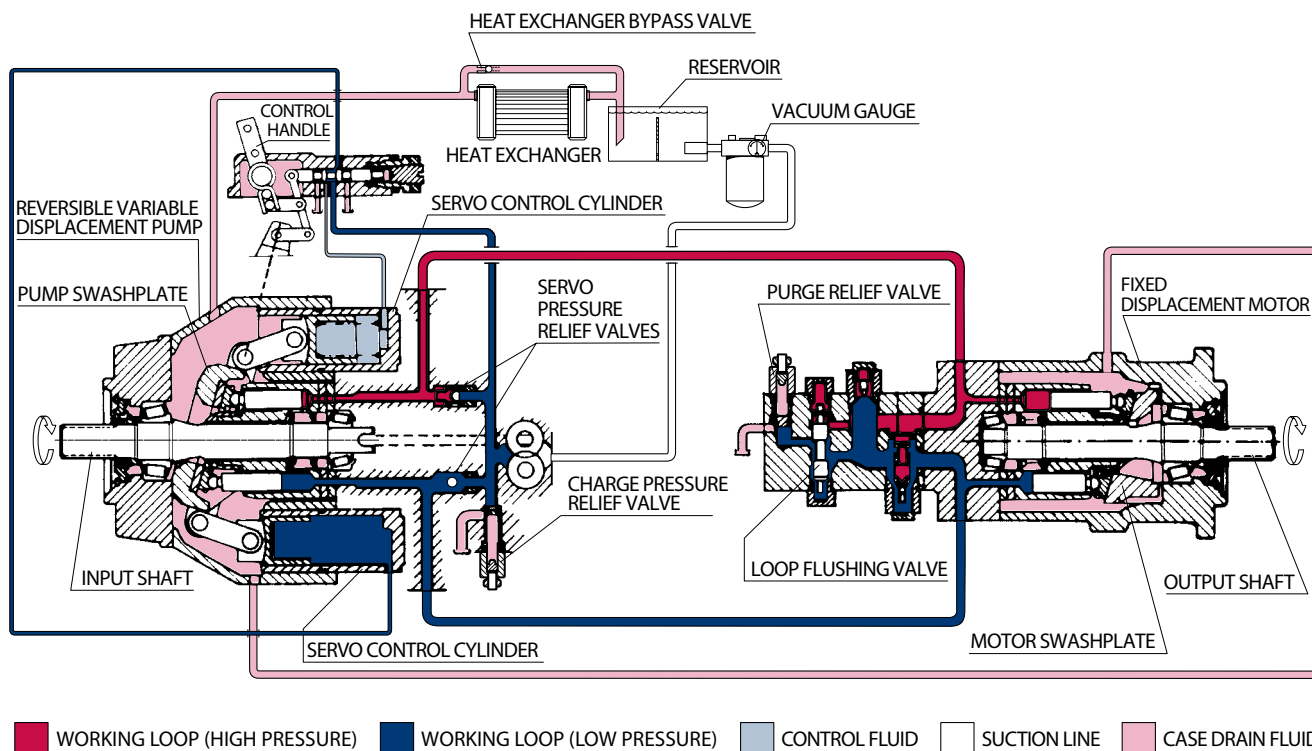 HEAT EXCHANGER BYPASS VALVE
RESERVOIR
VACUUM GAUGE
CONTROL
HANDLE
HEAT EXCHANGER
REVERSIBLE VARIABLE
DISPLACEMENT PUMP
SERVO CONTROL CYLINDER
PUMP SWASHPLATE
SERVO
PRESSURE
RELIEF VALVES
PURGE RELIEF VALVE
FIXED
DISPLACEMENT MOTOR
CHARGE PRESSURE
RELIEF VALVE
INPUT SHAFT
LOOP FLUSHING VALVE
OUTPUT SHAFT
SERVO CONTROL CYLINDER
MOTOR SWASHPLATE
WORKING LOOP (HIGH PRESSURE)
WORKING LOOP (LOW PRESSURE)
CONTROL FLUID
SUCTION LINE
CASE DRAIN FLUID